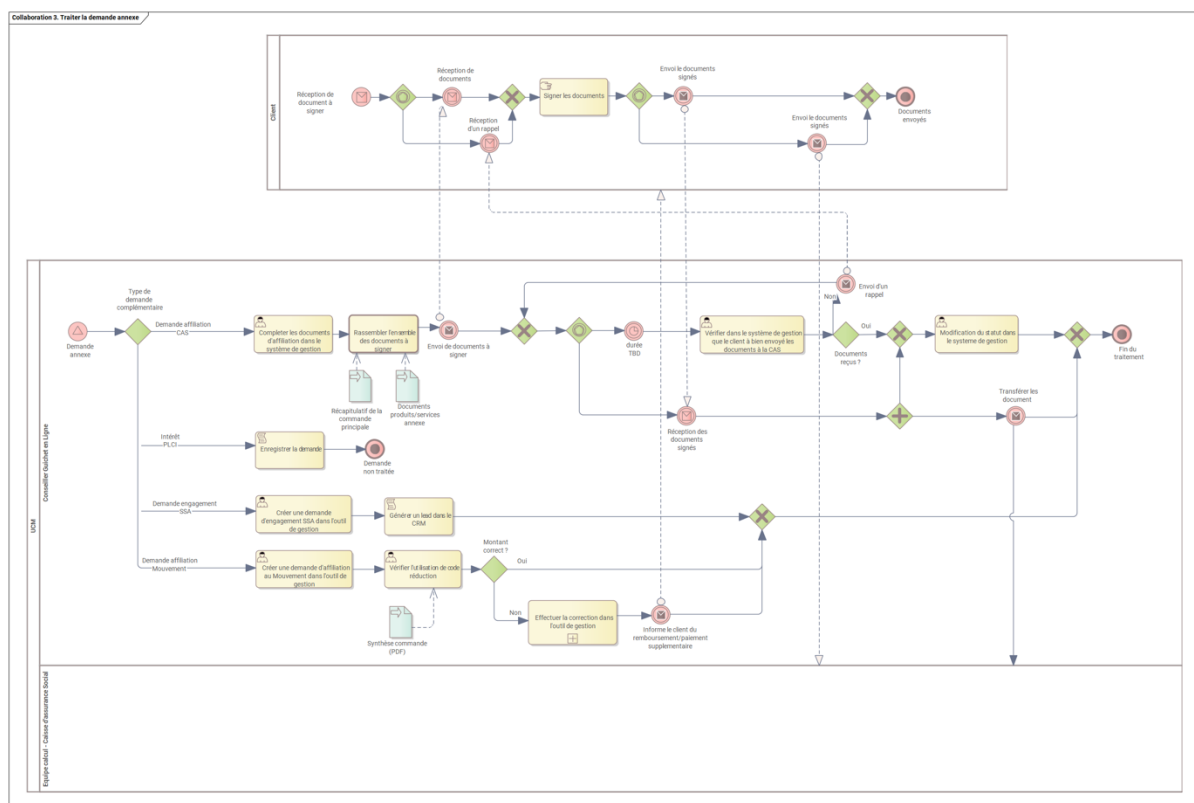 Collaboration 3. Traiter la demande annexe
Client
Réception de
document à
signer
Réception de
documents
Réception
d'un rappel
Signer les documents
Envoi le documents
signés
Envoi le documents
signés
Documents
envoyés
UCM
Conseiller Guichet en Ligne
Demande
annexe
Type de
demande
complémentaire
Demande affiliation
CAS
Completer les documents
d'affiliation dans le
système de gestion
Rassembler l'ensemble
des documents à
signer
Envoi de documents à
signer
Récapitulatif de la
commande
principale
Documents
produits/services
annexe
durée
TBD
Vérifier dans le système de gestion
que le client à bien envoyé les
documents à la CAS
Non
Envoi d'un
rappel
Oui
Documents
reçus ?
Modification du statut dans
le systeme de gestion
Fin du
traitement
Réception des
documents
signés
Transférer les
document
Intérêt
PLCI
Enregistrer la demande
Demande
non traitée
Demande engagement
SSA
Créer une demande
d'engagement SSA dans l'outil
de gestion
Générer un lead dans le
CRM
Demande affiliation
Mouvement
Créer une demande d'affiliation
au Mouvement dans l'outil de
gestion
Vérifier l'utilisation de code
réduction
Synthèse commande
(PDF)
Montant
correct ?
Oui
Non
Effectuer la correction dans
l'outil de gestion
Informe le client du
remboursement/paiement
supplementaire
Equipe calcul - Caisse d'assurance Social